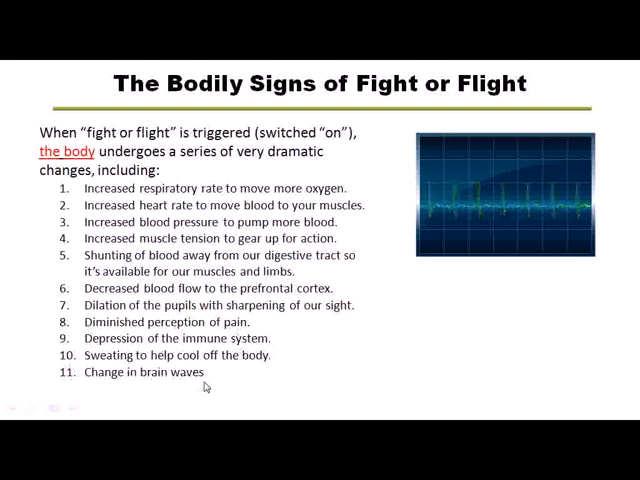 The Bodily Signs of Fight or Flight
When “fight or flight” is triggered (switched “on”),
the body undergoes a series of very dramatic
changes, including:
1. Increased respiratory rate to move more oxygen.
2. Increased heart rate to move blood to your muscles.
3. Increased blood pressure to pump more blood.
4. Increased muscle tension to gear up for action.
5. Shunting of blood away from our digestive tract so
it’s available for our muscles and limbs.
6. Decreased blood flow to the prefrontal cortex.
7. Dilation of the pupils with sharpening of our sight.
8. Diminished perception of pain.
9. Depression of the immune system.
10. Sweating to help cool off the body.
11. Change in brain waves